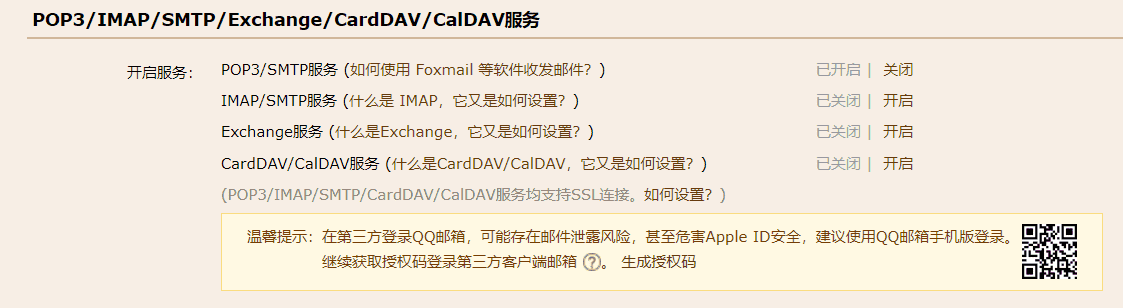 POP3/IMAP/SMTP/Exchange/CardDAV/CalDAV服务
开启服务： POP3/SMTP服务 (如何使用 Foxmail 等软件收发邮件？) 已开启 | 关闭
IMAP/SMTP服务 (什么是 IMAP，它又是如何设置？) 已关闭 | 开启
Exchange服务 (什么是Exchange，它又是如何设置？) 已关闭 | 开启
CardDAV/CalDAV服务 (什么是CardDAV/CalDAV，它又是如何设置？) 已关闭 | 开启
(POP3/IMAP/SMTP/CardDAV/CalDAV服务均支持SSL连接。如何设置？)
温馨提示：在第三方登录QQ邮箱，可能存在邮件泄露风险，甚至危害Apple ID安全，建议使用QQ邮箱手机版登录。
继续获取授权码登录第三方客户端邮箱 ?。 生成授权码